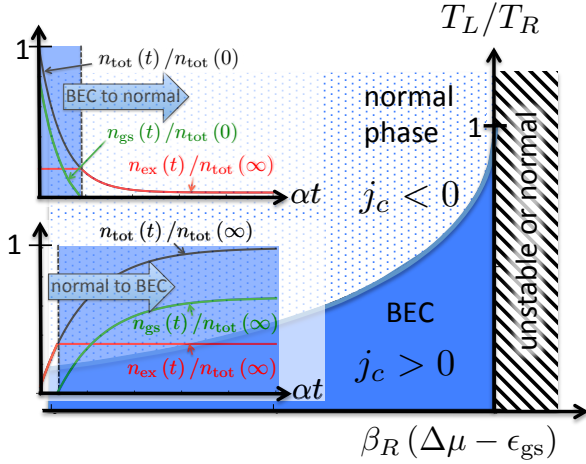 T_L/T_R
1
n_tot(t)/n_tot(0)
BEC to normal
n_gs(t)/n_tot(0)
n_ex(t)/n_tot(∞)
αt
normal
phase
1
j_c < 0
unstable or normal
n_tot(t)/n_tot(∞)
1
normal to BEC
n_gs(t)/n_tot(∞)
n_ex(t)/n_tot(∞)
αt
BEC
j_c > 0
β_R(Δμ − ϵ_gs)